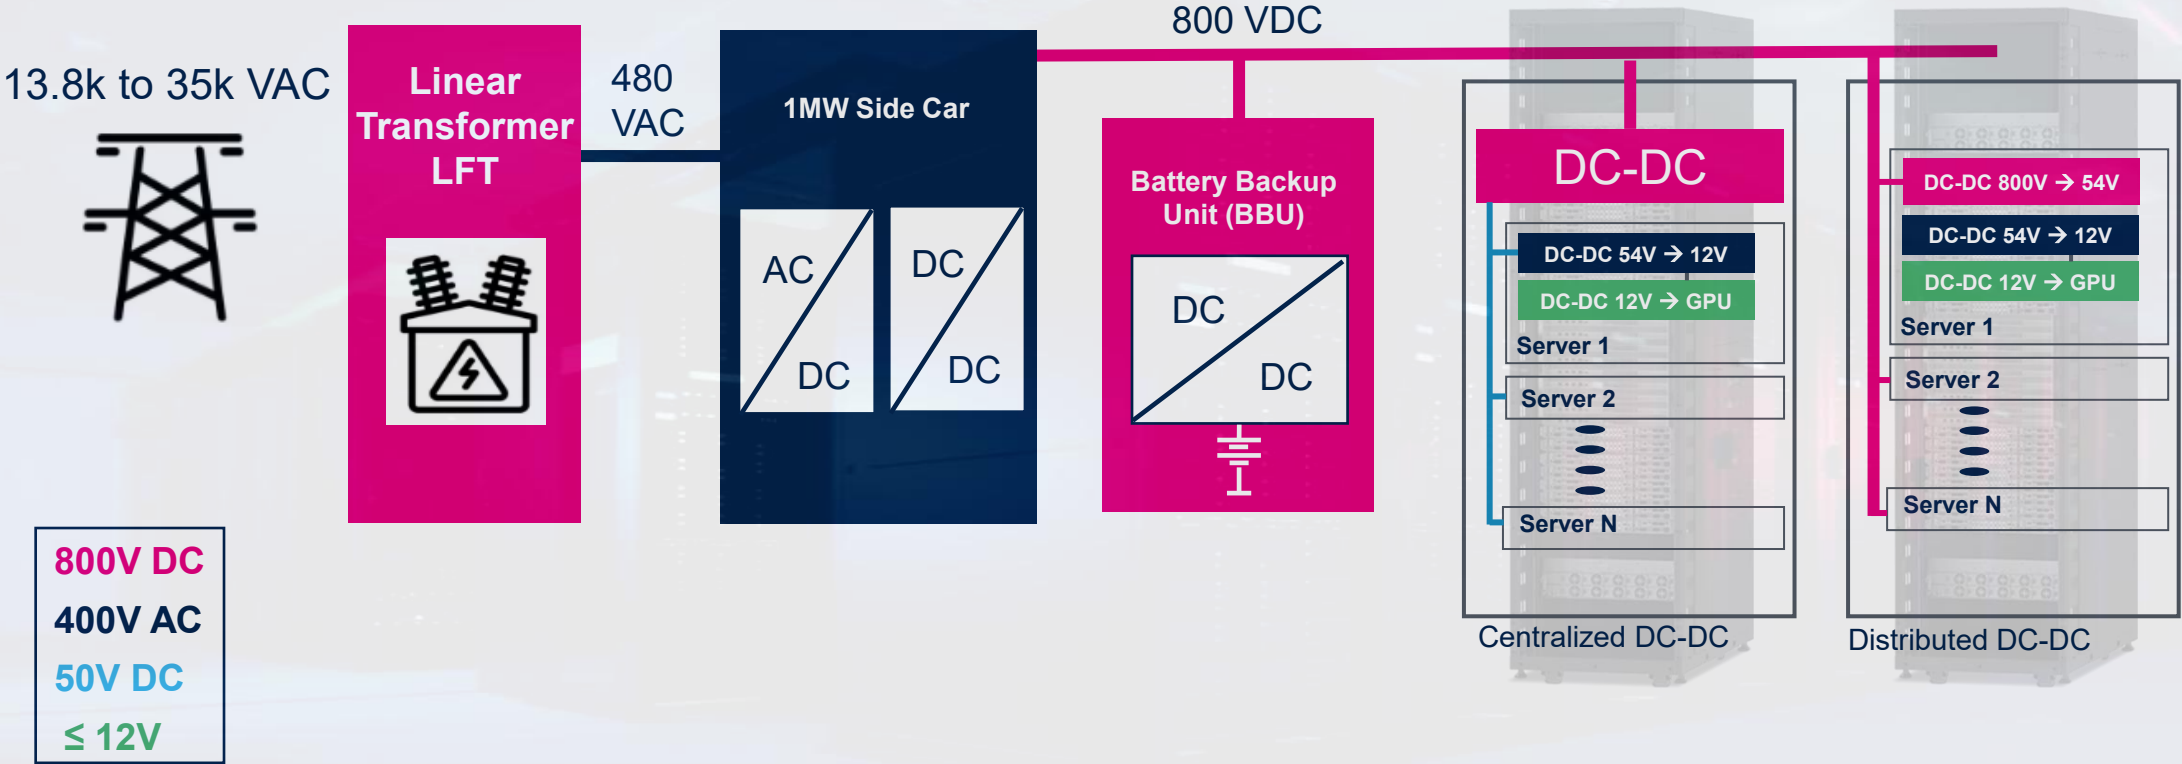 13.8k to 35k VAC
Linear
Transformer
LFT
480
VAC
1MW Side Car
AC
DC
DC
DC
800 VDC
Battery Backup
Unit (BBU)
DC
DC
DC-DC
DC-DC 54V → 12V
DC-DC 12V → GPU
Server 1
Server 2
Server N
Centralized DC-DC
DC-DC 800V → 54V
DC-DC 54V → 12V
DC-DC 12V → GPU
Server 1
Server 2
Server N
Distributed DC-DC
800V DC
400V AC
50V DC
≤ 12V